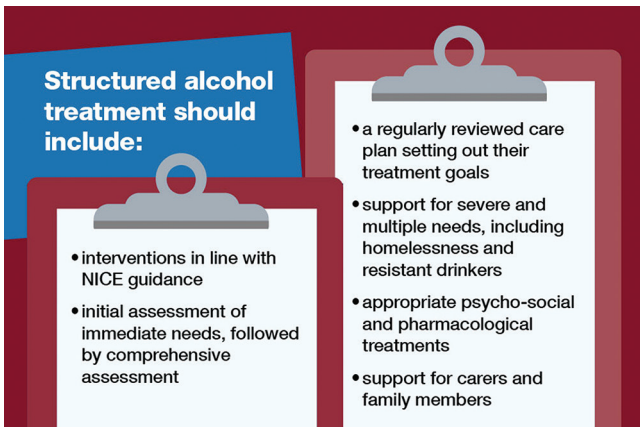 Structured alcohol
treatment should
include:
• interventions in line with
NICE guidance
• initial assessment of
immediate needs, followed
by comprehensive
assessment
• a regularly reviewed care
plan setting out their
treatment goals
• support for severe and
multiple needs, including
homelessness and
resistant drinkers
• appropriate psycho-social
and pharmacological
treatments
• support for carers and
family members